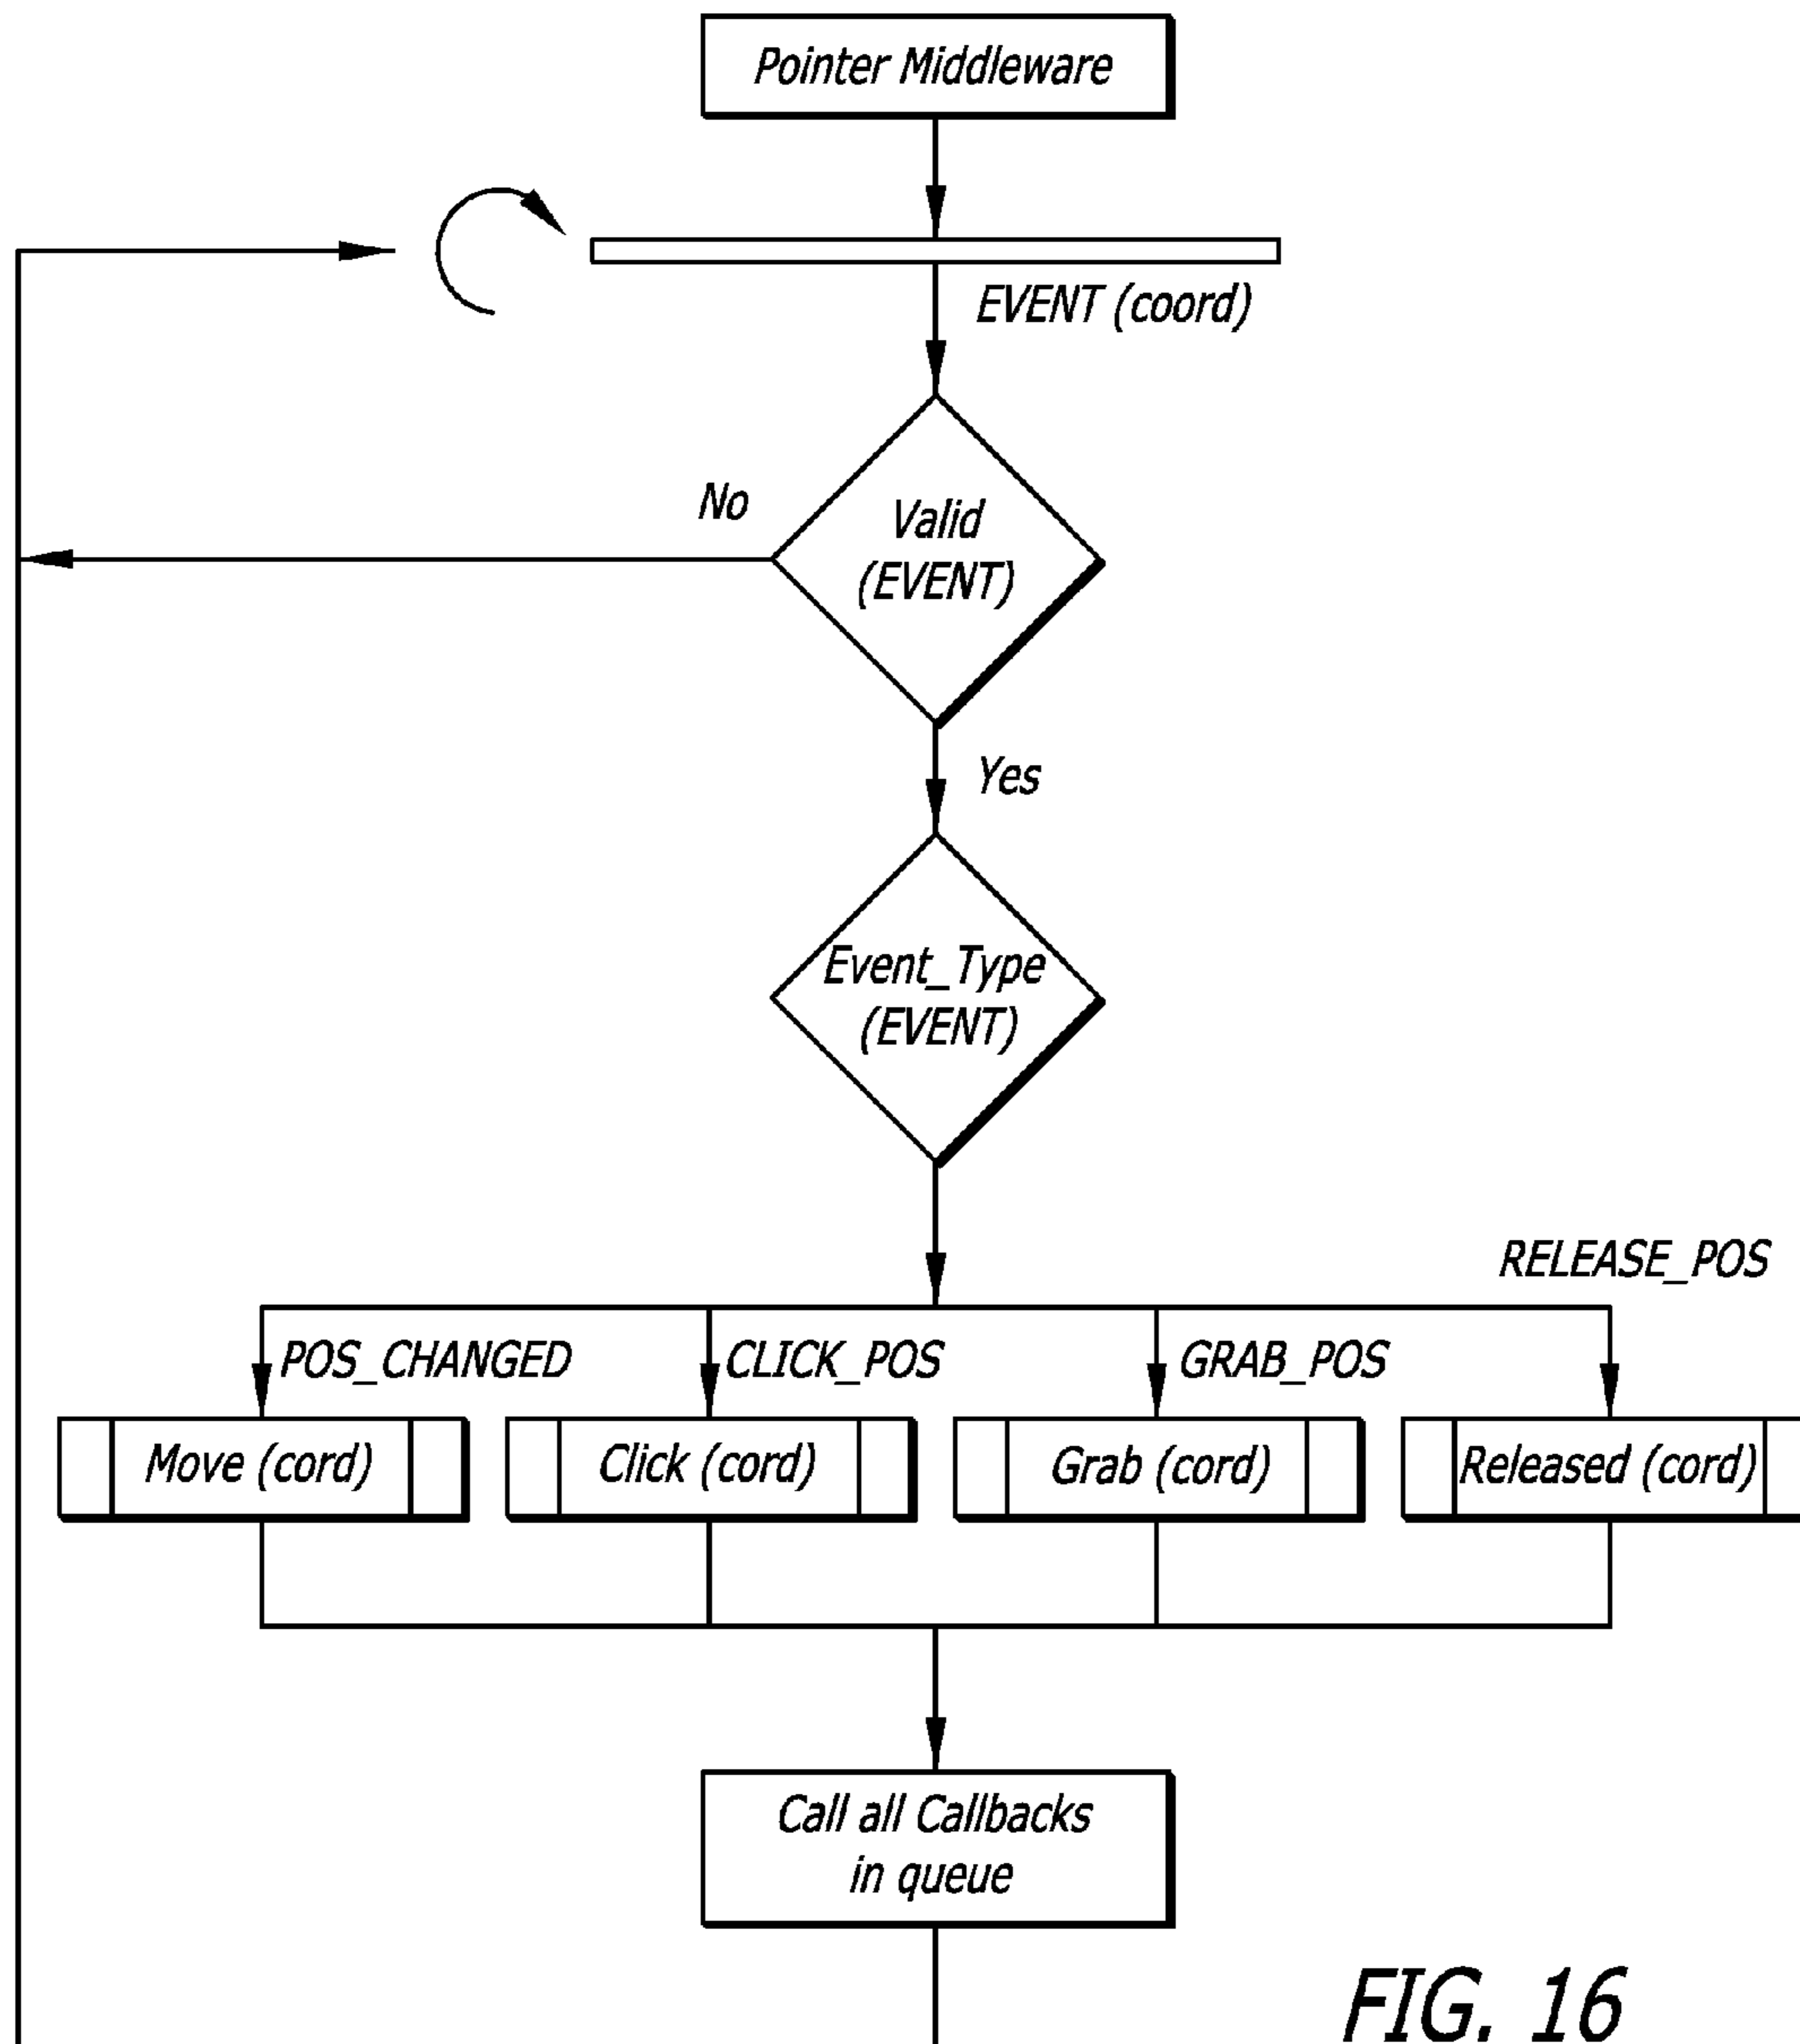 Pointer Middleware
EVENT (coord)
No
Valid
(EVENT)
Yes
Event_Type
(EVENT)
RELEASE_POS
POS_CHANGED
CLICK_POS
GRAB_POS
Move (cord)
Click (cord)
Grab (cord)
Released (cord)
Call all Callbacks
in queue
FIG. 16